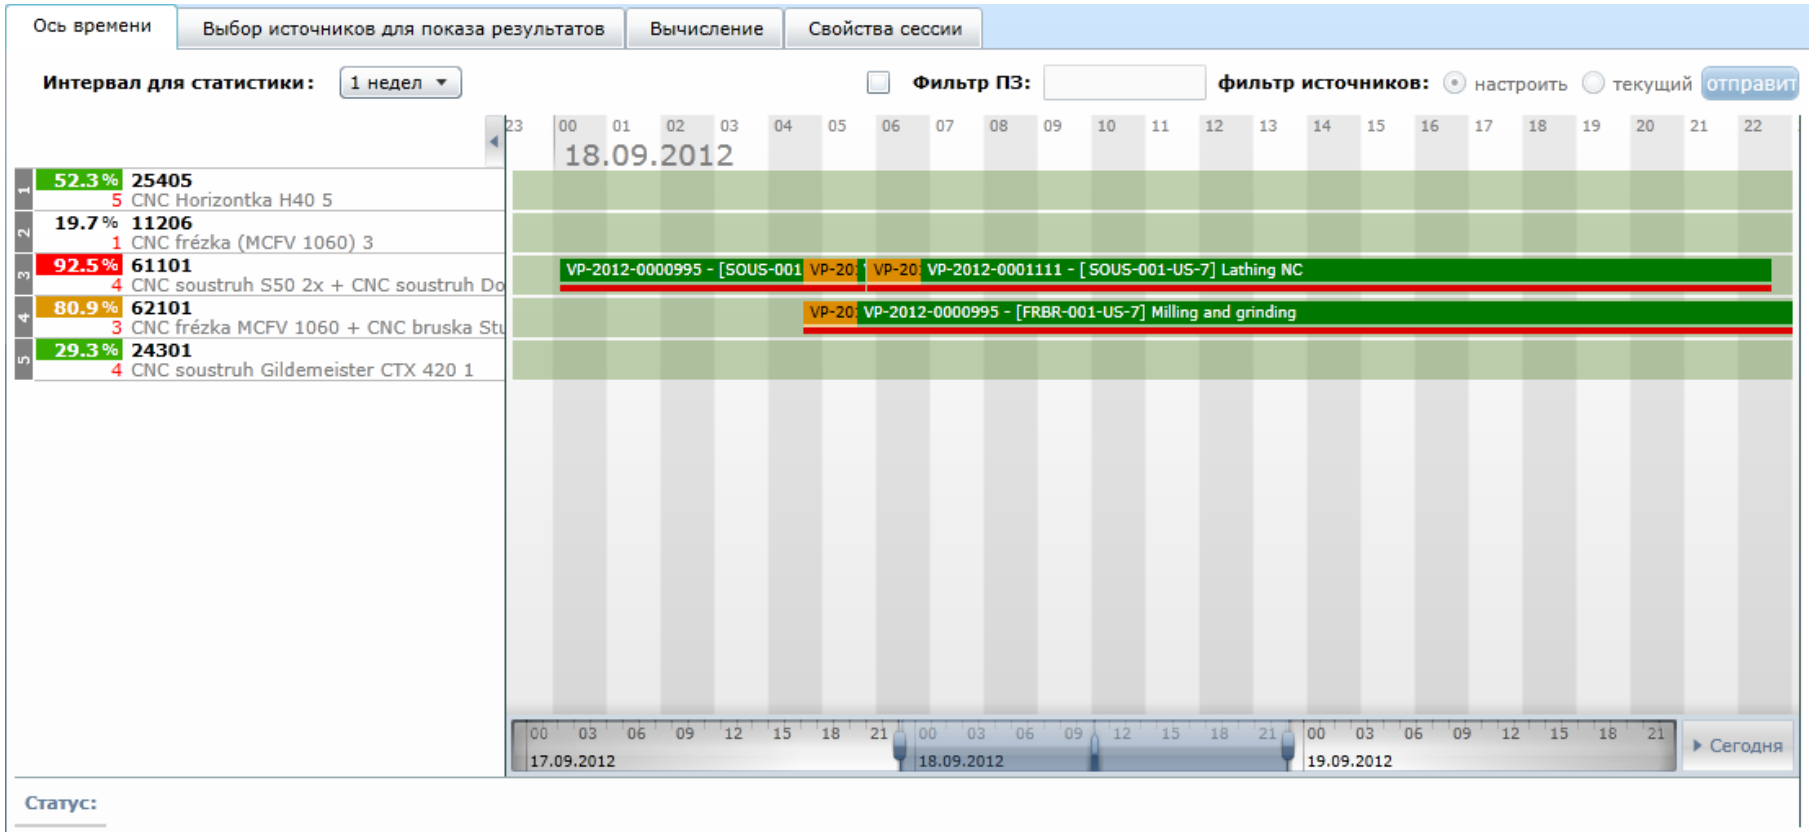 Ось времени Выбор источников для показа результатов Вычисление Свойства сессии
Интервал для статистики: 1 недел Фильтр ПЗ: фильтр источников: настроить текущий отправит
23 00 01 02 03 04 05 06 07 08 09 10 11 12 13 14 15 16 17 18 19 20 21 22
18.09.2012
1 52.3% 25405
5 CNC Horizontka H40 5
2 19.7% 11206
1 CNC frézka (MCFV 1060) 3
3 92.5% 61101 VP-2012-0000995 - [SOUS-001 VP-20 VP-20 VP-2012-0001111 - [SOUS-001-US-7] Lathing NC
4 CNC soustruh S50 2x + CNC soustruh Do
4 80.9% 62101 VP-20 VP-2012-0000995 - [FRBR-001-US-7] Milling and grinding
3 CNC frézka MCFV 1060 + CNC bruska Stu
5 29.3% 24301
4 CNC soustruh Gildemeister CTX 420 1
00 03 06 09 12 15 18 21 00 03 06 09 12 15 18 21 00 03 06 09 12 15 18 21
17.09.2012 18.09.2012 19.09.2012 Сегодня
Статус: